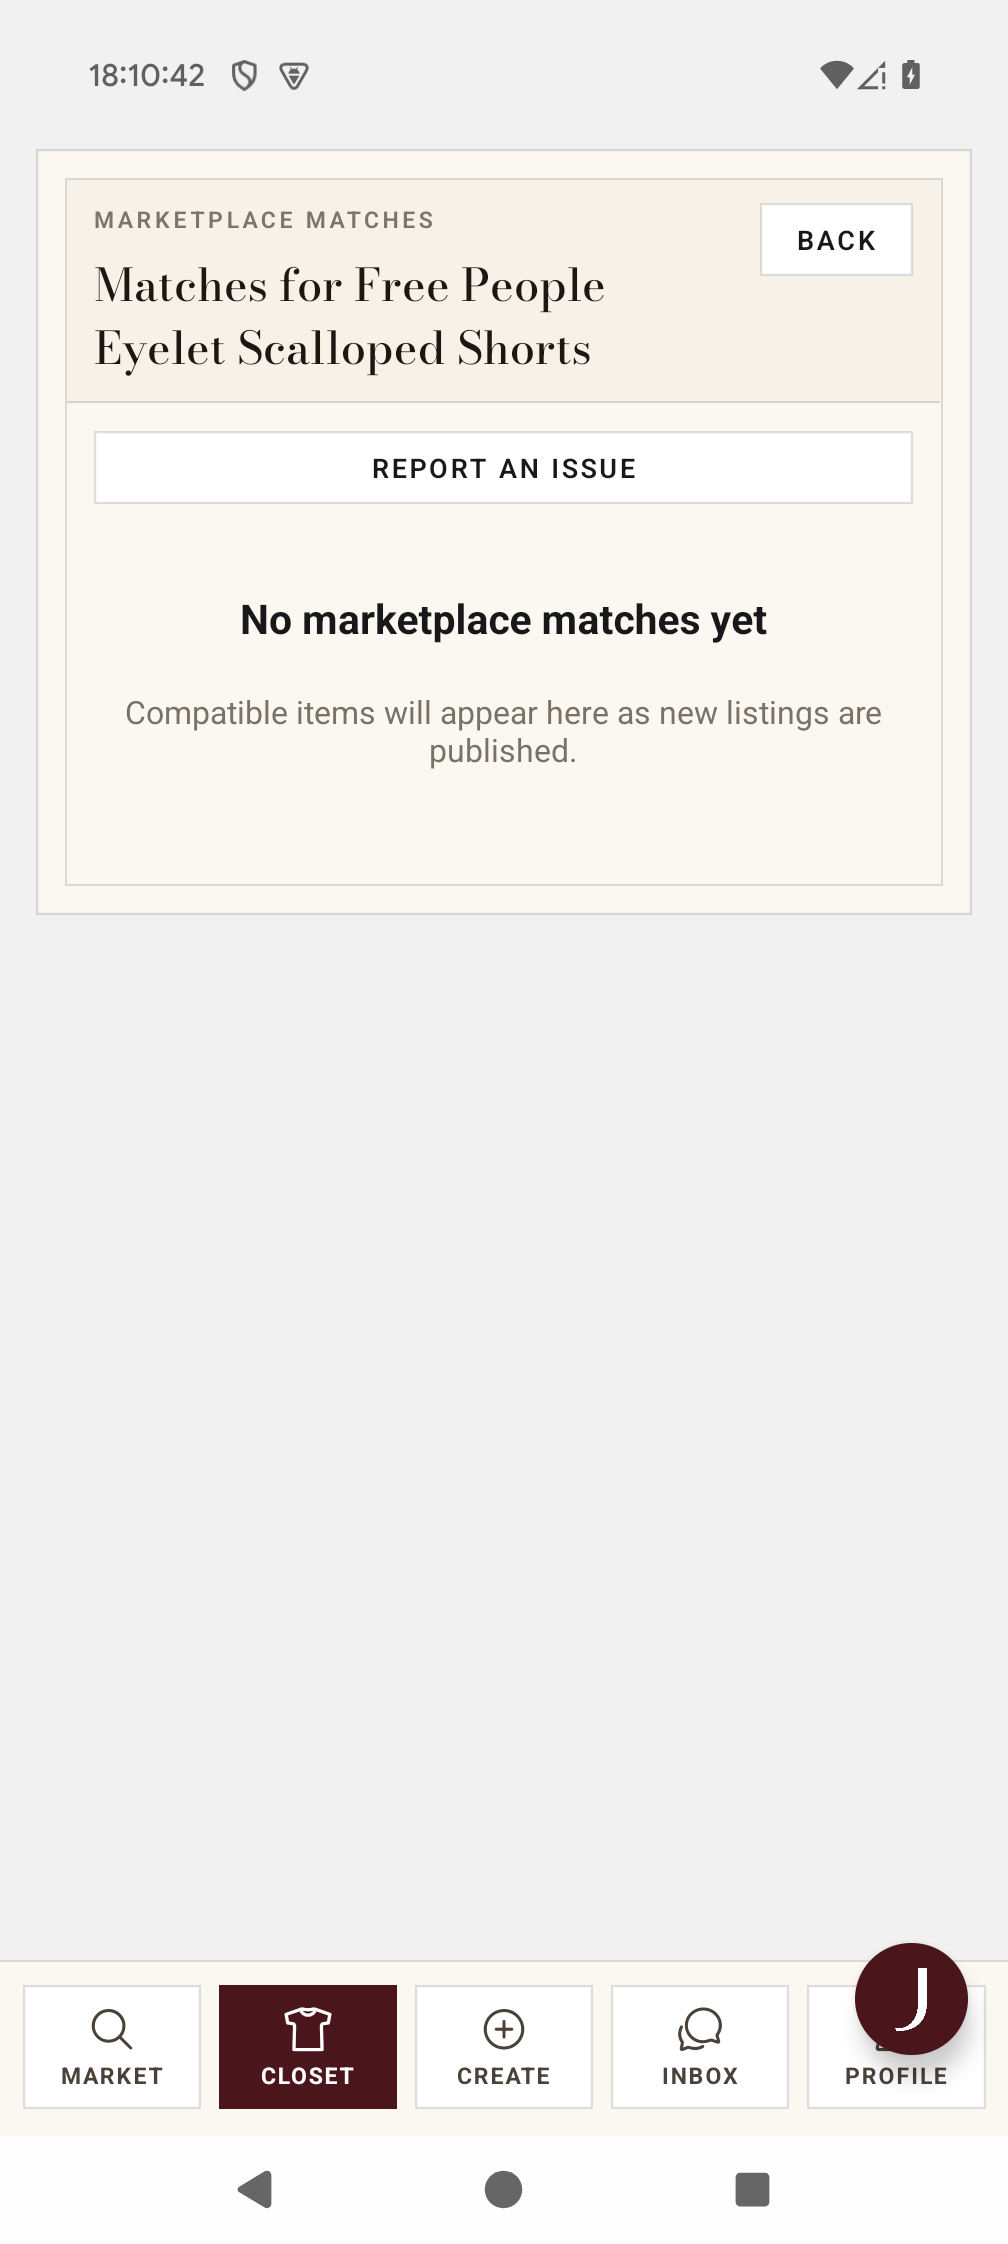 18:10:42
MARKETPLACE MATCHES
BACK
Matches for Free People
Eyelet Scalloped Shorts
REPORT AN ISSUE
No marketplace matches yet
Compatible items will appear here as new listings are
published.
J
MARKET
CLOSET
CREATE
INBOX
PROFILE